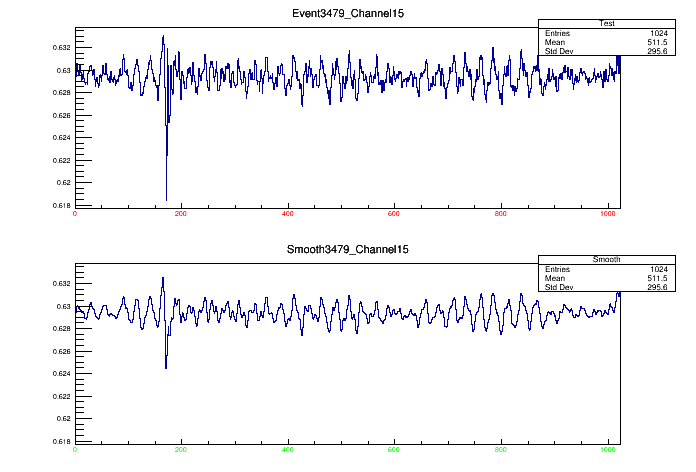 Event3479_Channel15
Test
Entries 1024
Mean 511.5
Std Dev 295.6
0.632
0.63
0.628
0.626
0.624
0.622
0.62
0.618
0 200 400 600 800 1000
Smooth3479_Channel15
Smooth
Entries 1024
Mean 511.5
Std Dev 295.6
0.632
0.63
0.628
0.626
0.624
0.622
0.62
0.618
0 200 400 600 800 1000